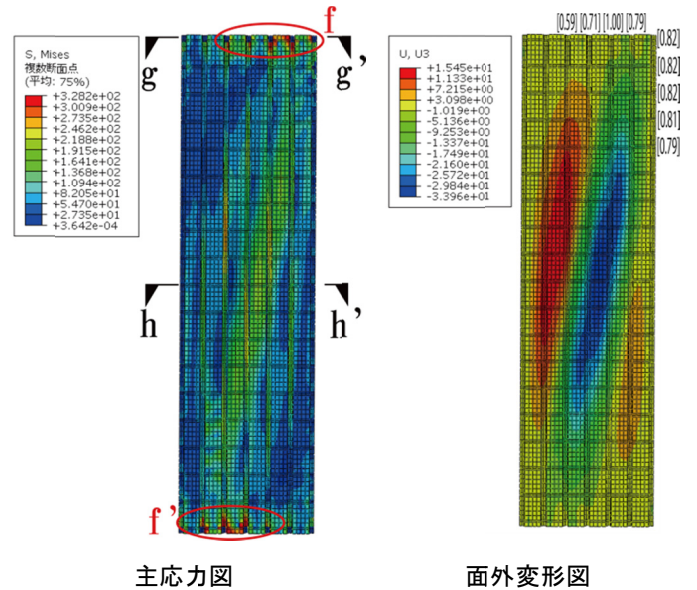 f
S, Mises
複数断面点
(平均: 75%)
+3.282e+02
+3.009e+02
+2.735e+02
+2.462e+02
+2.188e+02
+1.915e+02
+1.641e+02
+1.368e+02
+1.094e+02
+8.205e+01
+5.470e+01
+2.735e+01
+3.642e-04
g
g’
h
h’
f’
主応力図
[0.59] [0.71] [1.00] [0.79]
[0.82]
[0.82]
[0.82]
[0.81]
[0.79]
U, U3
+1.545e+01
+1.133e+01
+7.215e+00
+3.098e+00
-1.019e+00
-5.136e+00
-9.253e+00
-1.337e+01
-1.749e+01
-2.160e+01
-2.572e+01
-2.984e+01
-3.396e+01
面外変形図